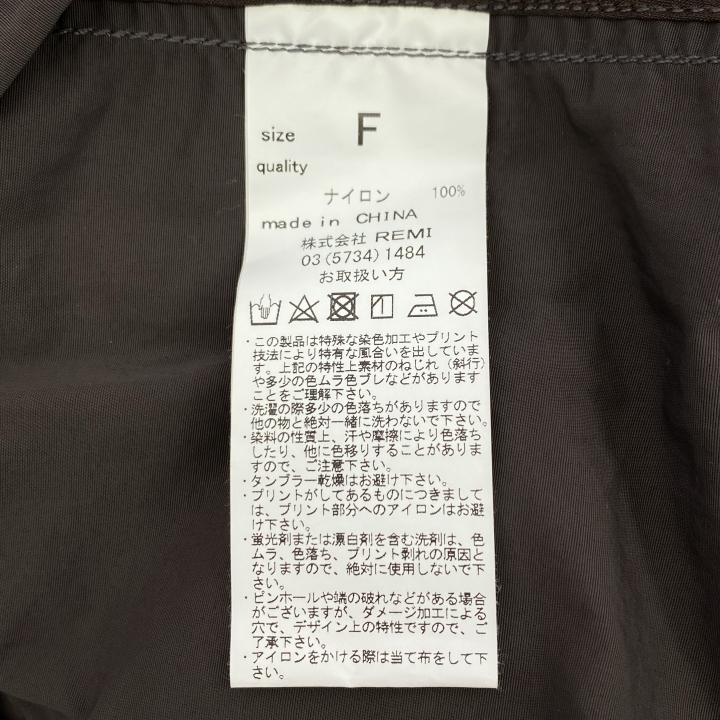 size F
quality
ナイロン 100%
made in CHINA
株式会社 REMI
03(5734)1484
お取扱い方
・この製品は特殊な染色加工やプリント
技法により特有な風合いを出していま
す。上記の特性上素材のねじれ（斜行）
や多少の色ムラ色ブレなどがあります
ことをご理解下さい。
・洗濯の際多少の色落ちがありますので
他の物と絶対一緒に洗わないで下さい。
・染料の性質上、汗や摩擦により色落ち
したり、他に色移りすることがありま
すので、ご注意下さい。
・タンブラー乾燥はお避け下さい。
・プリントがしてあるものにつきまして
は、プリント部分へのアイロンはお避
け下さい。
・蛍光剤または漂白剤を含む洗剤は、色
ムラ、色落ち、プリント剥れの原因と
なりますので、絶対に使用しないで下
さい。
・ピンホールや端の破れなどがある場合
がございますが、ダメージ加工による
穴で、デザイン上の特性ですので、ご
了承下さい。
・アイロンをかける際は当て布をして下
さい。